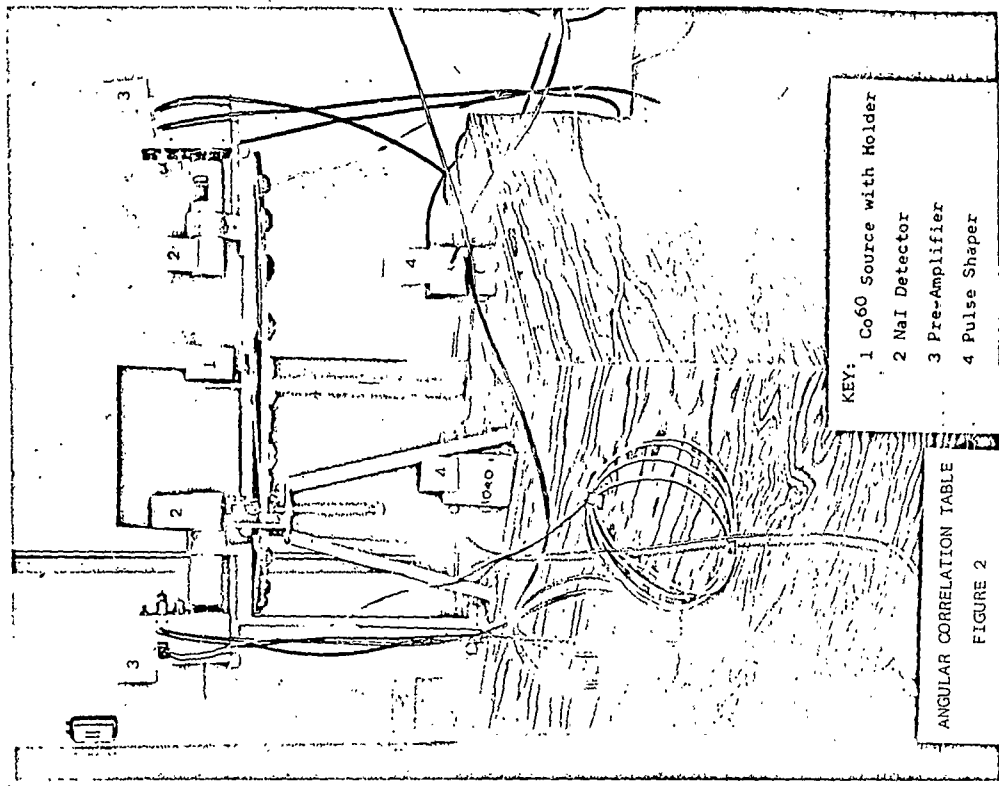 3
2
1
2
3
4
4
1040
KEY:
1 Co60 Source with Holder
2 NaI Detector
3 Pre-Amplifier
4 Pulse Shaper
ANGULAR CORRELATION TABLE
FIGURE 2